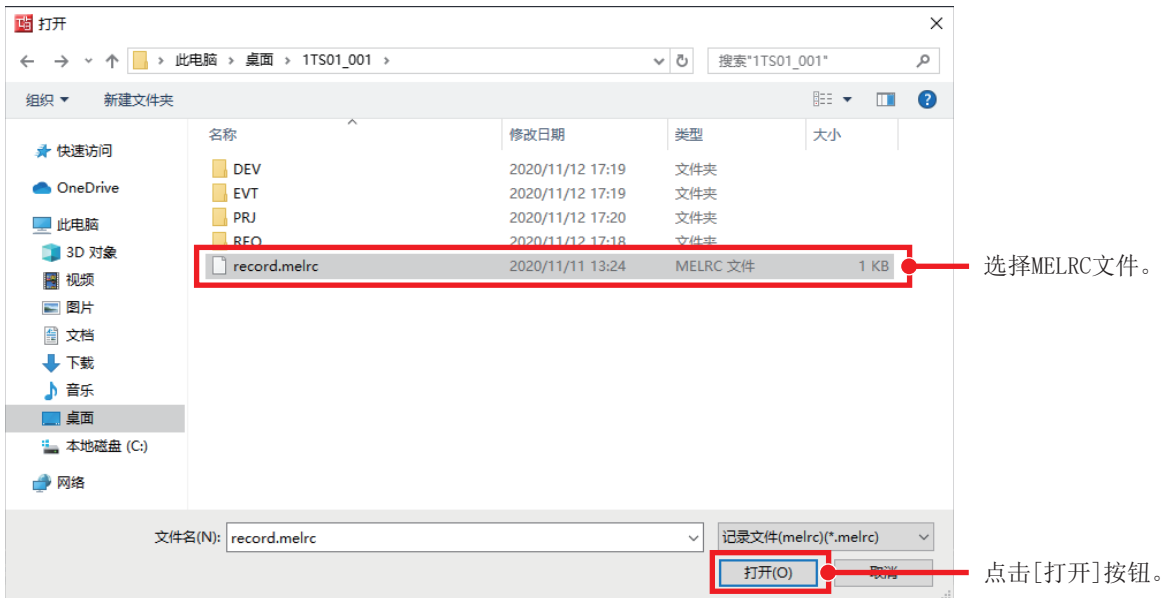 打开
此电脑 › 桌面 › 1TS01_001 ›
搜索"1TS01_001"
组织
新建文件夹
名称 修改日期 类型 大小
快速访问
OneDrive
此电脑
3D 对象
视频
图片
文档
下载
音乐
桌面
本地磁盘 (C:)
网络
DEV 2020/11/12 17:19 文件夹
EVT 2020/11/12 17:19 文件夹
PRJ 2020/11/12 17:20 文件夹
2020/11/12 17:18 文件夹
record.melrc 2020/11/11 13:24 MELRC 文件 1 KB
选择MELRC文件。
文件名(N): record.melrc
记录文件(melrc)(*.melrc)
打开(O)
取消
点击[打开]按钮。